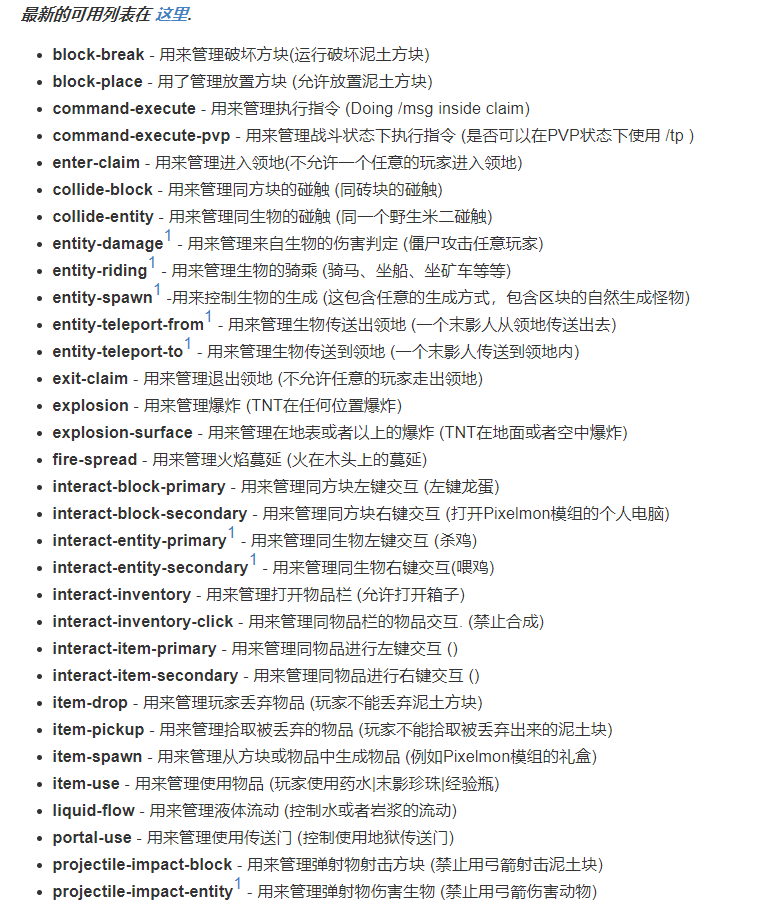 最新的可用列表在 这里.
block-break - 用来管理破坏方块(运行破坏泥土方块)
block-place - 用了管理放置方块 (允许放置泥土方块)
command-execute - 用来管理执行指令 (Doing /msg inside claim)
command-execute-pvp - 用来管理战斗状态下执行指令 (是否可以在PVP状态下使用 /tp )
enter-claim - 用来管理进入领地(不允许一个任意的玩家进入领地)
collide-block - 用来管理同方块的碰触 (同砖块的碰触)
collide-entity - 用来管理同生物的碰触 (同一个野生米二碰触)
entity-damage1 - 用来管理来自生物的伤害判定 (僵尸攻击任意玩家)
entity-riding1 - 用来管理生物的骑乘 (骑马、坐船、坐矿车等等)
entity-spawn1 -用来控制生物的生成 (这包含任意的生成方式，包含区块的自然生成怪物)
entity-teleport-from1 - 用来管理生物传送出领地 (一个末影人从领地传送出去)
entity-teleport-to1 - 用来管理生物传送到领地 (一个末影人传送到领地内)
exit-claim - 用来管理退出领地 (不允许任意的玩家走出领地)
explosion - 用来管理爆炸 (TNT在任何位置爆炸)
explosion-surface - 用来管理在地表或者以上的爆炸 (TNT在地面或者空中爆炸)
fire-spread - 用来管理火焰蔓延 (火在木头上的蔓延)
interact-block-primary - 用来管理同方块左键交互 (左键龙蛋)
interact-block-secondary - 用来管理同方块右键交互 (打开Pixelmon模组的个人电脑)
interact-entity-primary1 - 用来管理同生物左键交互 (杀鸡)
interact-entity-secondary1 - 用来管理同生物右键交互(喂鸡)
interact-inventory - 用来管理打开物品栏 (允许打开箱子)
interact-inventory-click - 用来管理同物品栏的物品交互. (禁止合成)
interact-item-primary - 用来管理同物品进行左键交互 ()
interact-item-secondary - 用来管理同物品进行右键交互 ()
item-drop - 用来管理玩家丢弃物品 (玩家不能丢弃泥土方块)
item-pickup - 用来管理拾取被丢弃的物品 (玩家不能拾取被丢弃出来的泥土块)
item-spawn - 用来管理从方块或物品中生成物品 (例如Pixelmon模组的礼盒)
item-use - 用来管理使用物品 (玩家使用药水|末影珍珠|经验瓶)
liquid-flow - 用来管理液体流动 (控制水或者岩浆的流动)
portal-use - 用来管理使用传送门 (控制使用地狱传送门)
projectile-impact-block - 用来管理弹射物射击方块 (禁止用弓箭射击泥土块)
projectile-impact-entity1 - 用来管理弹射物伤害生物 (禁止用弓箭伤害动物)